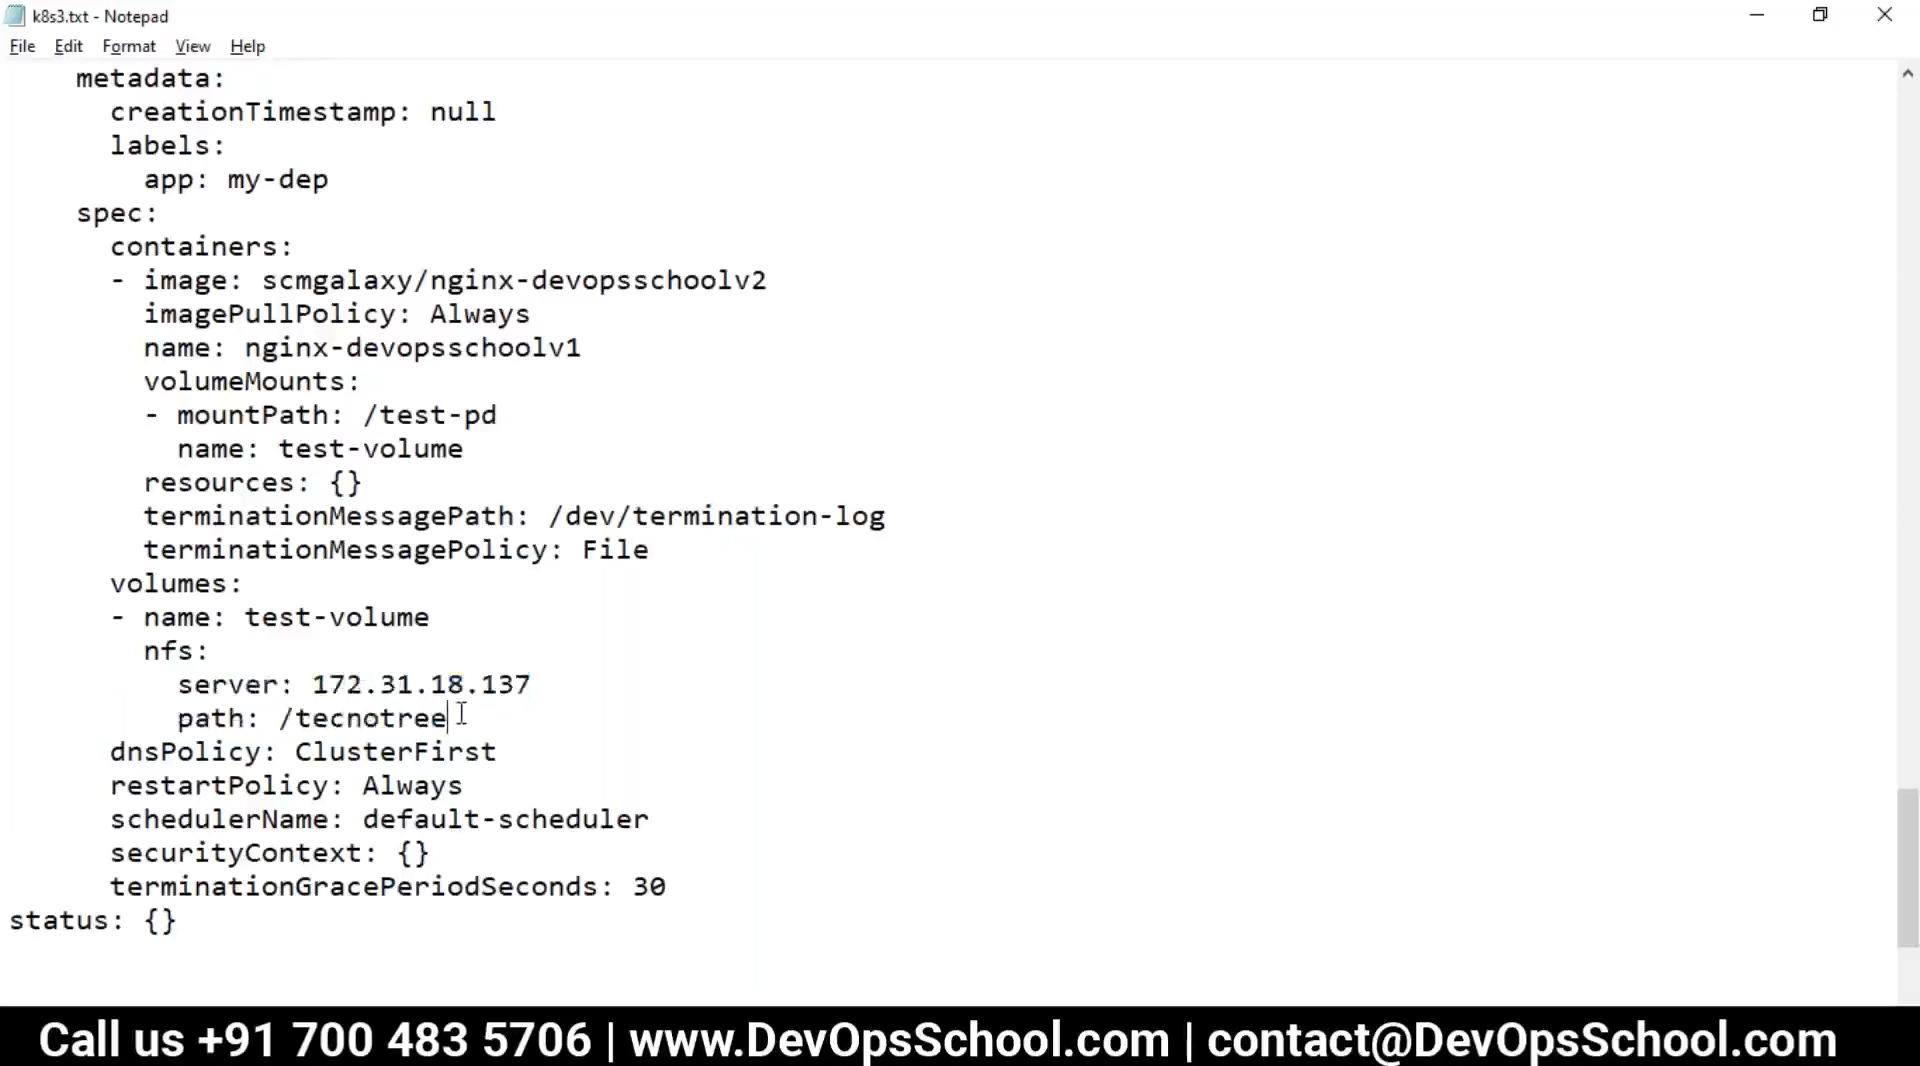 k8s3.txt - Notepad
File Edit Format View Help
metadata:
creationTimestamp: null
labels:
app: my-dep
spec:
containers:
- image: scmgalaxy/nginx-devopsschoolv2
imagePullPolicy: Always
name: nginx-devopsschoolv1
volumeMounts:
- mountPath: /test-pd
name: test-volume
resources: {}
terminationMessagePath: /dev/termination-log
terminationMessagePolicy: File
volumes:
- name: test-volume
nfs:
server: 172.31.18.137
path: /tecnotree
dnsPolicy: ClusterFirst
restartPolicy: Always
schedulerName: default-scheduler
securityContext: {}
terminationGracePeriodSeconds: 30
status: {}
Call us +91 700 483 5706 | www.DevOpsSchool.com | contact@DevOpsSchool.com